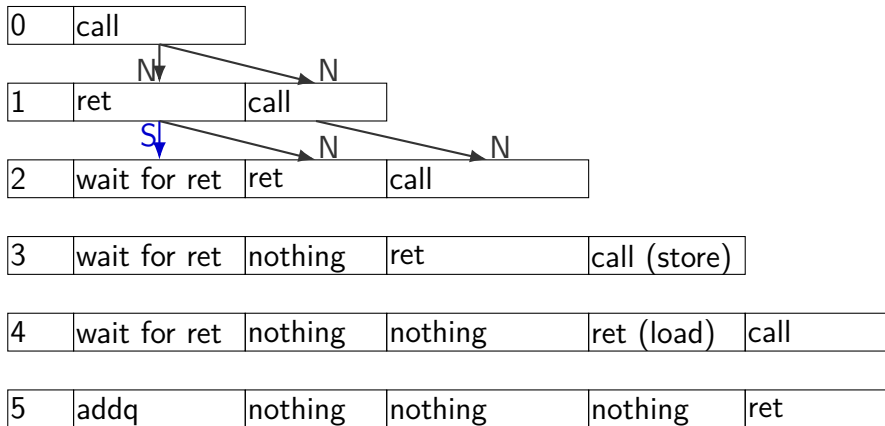 0 call
N N
1 ret call
S N N
2 wait for ret ret call
3 wait for ret nothing ret call (store)
4 wait for ret nothing nothing ret (load) call
5 addq nothing nothing nothing ret